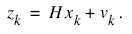 z_k = Hx_k + v_k .